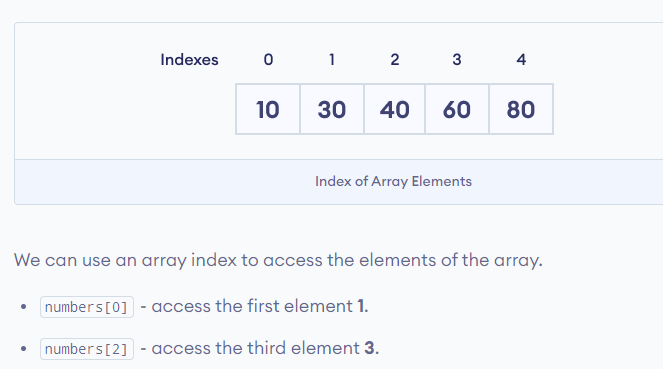 Indexes 0 1 2 3 4
10 30 40 60 80
Index of Array Elements
We can use an array index to access the elements of the array.
• numbers[0] - access the first element 1.
• numbers[2] - access the third element 3.